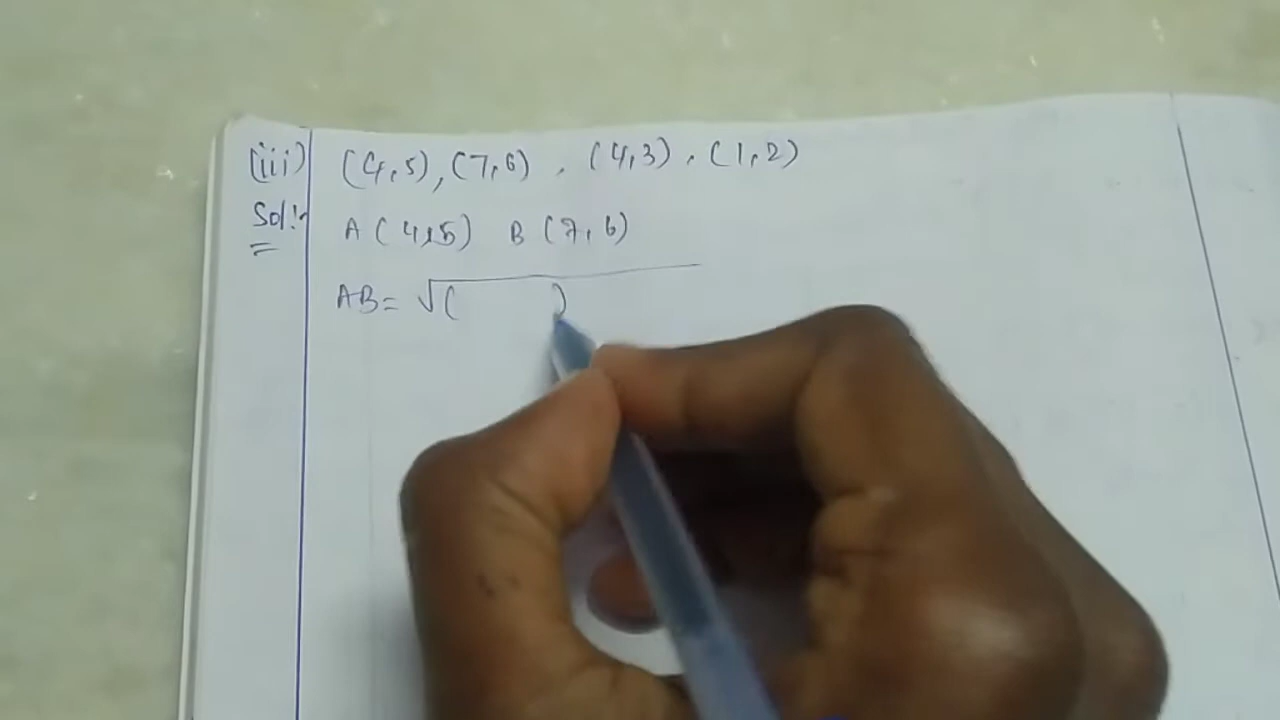 (iii) (4,5), (7,6), (4,3), (1,2)
Sol:- A (4,5) B (7,6)
AB = √( )